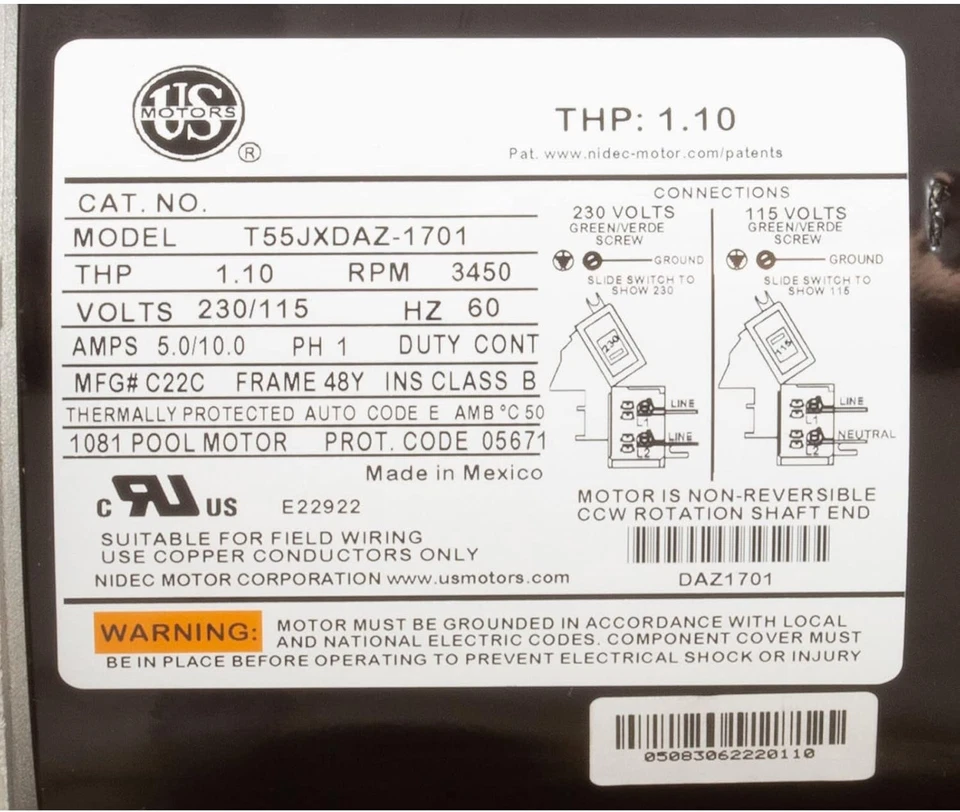 US
MOTORS
®
THP: 1.10
Pat. www.nidec-motor.com/patents
CAT. NO.
MODEL T55JXDAZ-1701
THP 1.10 RPM 3450
VOLTS 230/115 HZ 60
AMPS 5.0/10.0 PH 1 DUTY CONT
MFG# C22C FRAME 48Y INS CLASS B
THERMALLY PROTECTED AUTO CODE E AMB °C 50
1081 POOL MOTOR PROT. CODE 05671
Made in Mexico
C RU US E22922
SUITABLE FOR FIELD WIRING
USE COPPER CONDUCTORS ONLY
NIDEC MOTOR CORPORATION www.usmotors.com
CONNECTIONS
230 VOLTS
GREEN/VERDE
SCREW
GROUND
SLIDE SWITCH TO
SHOW 230
230
LINE
L1
LINE
L2
115 VOLTS
GREEN/VERDE
SCREW
GROUND
SLIDE SWITCH TO
SHOW 115
115
LINE
L1
NEUTRAL
L2
MOTOR IS NON-REVERSIBLE
CCW ROTATION SHAFT END
DAZ1701
WARNING: MOTOR MUST BE GROUNDED IN ACCORDANCE WITH LOCAL
AND NATIONAL ELECTRIC CODES. COMPONENT COVER MUST
BE IN PLACE BEFORE OPERATING TO PREVENT ELECTRICAL SHOCK OR INJURY
05083062220110